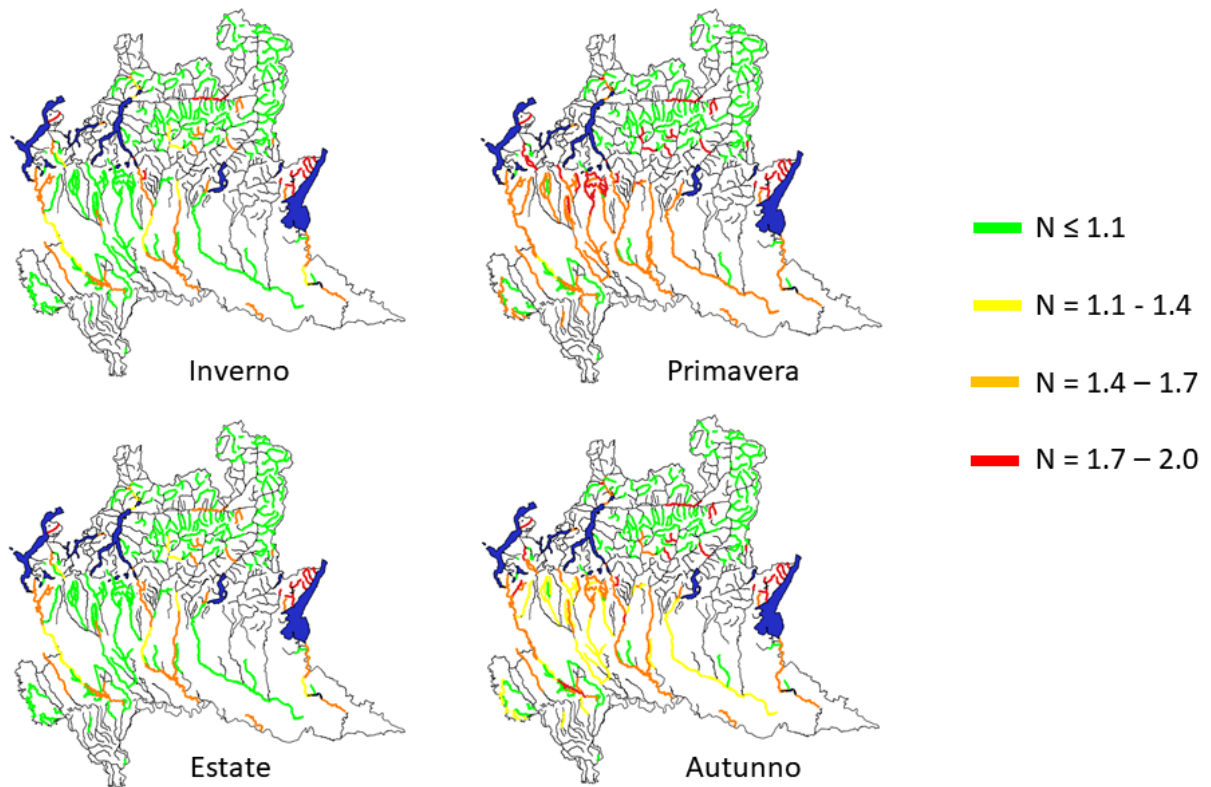 Inverno
Primavera
Estate
Autunno
N ≤ 1.1
N = 1.1 - 1.4
N = 1.4 – 1.7
N = 1.7 – 2.0